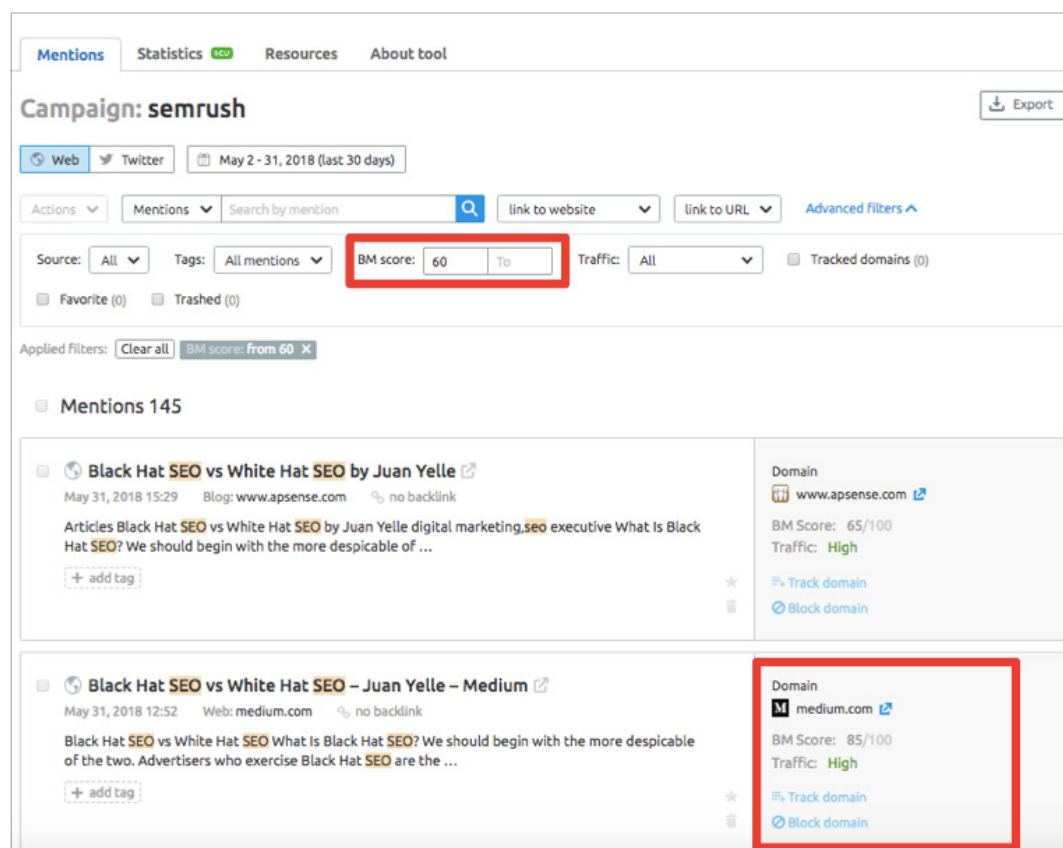 Mentions Statistics NEW Resources About tool
Campaign: semrush Export
Web Twitter May 2 - 31, 2018 (last 30 days)
Actions Mentions Search by mention link to website link to URL Advanced filters
Source: All Tags: All mentions BM score: 60 To Traffic: All Tracked domains (0)
Favorite (0) Trashed (0)
Applied filters: Clear all BM score: from 60 ×
Mentions 145
Black Hat SEO vs White Hat SEO by Juan Yelle
May 31, 2018 15:29 Blog: www.apsense.com no backlink
Articles Black Hat SEO vs White Hat SEO by Juan Yelle digital marketing,seo executive What Is Black
Hat SEO? We should begin with the more despicable of ...
+ add tag
Domain
www.apsense.com
BM Score: 65/100
Traffic: High
Track domain
Block domain
Black Hat SEO vs White Hat SEO – Juan Yelle – Medium
May 31, 2018 12:52 Web: medium.com no backlink
Black Hat SEO vs White Hat SEO What Is Black Hat SEO? We should begin with the more despicable
of the two. Advertisers who exercise Black Hat SEO are the ...
+ add tag
Domain
M medium.com
BM Score: 85/100
Traffic: High
Track domain
Block domain